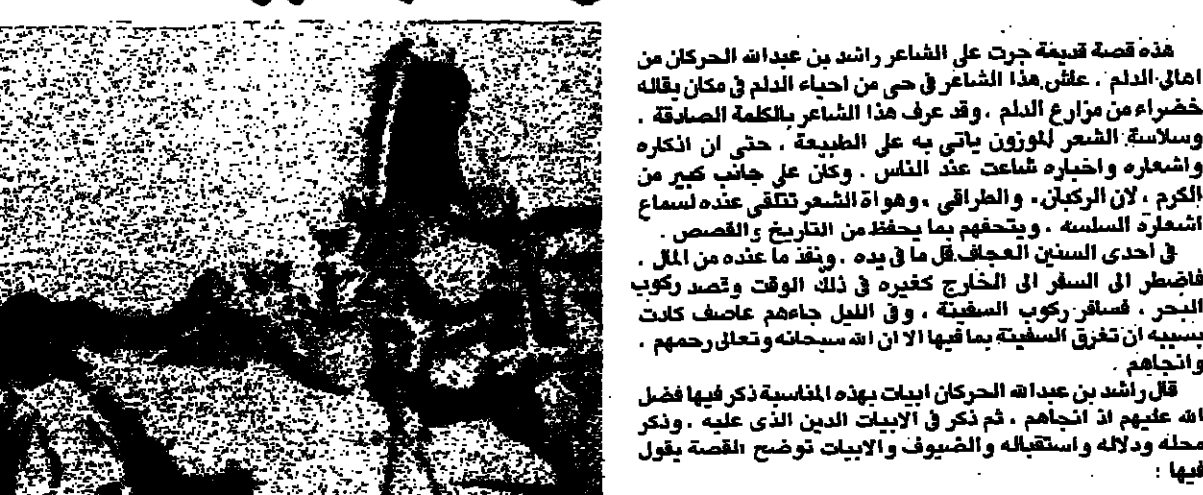 هذه قصة قديمة جرت على الشاعر راشد بن عبدالله الحركان من
اهالي الدلم . عاش هذا الشاعر في حى من احياء الدلم في مكان يقاله
خضراء من مزارع الدلم . وقد عرف هذا الشاعر بالكلمة الصادقة .
وسلاسة الشعر الموزون ياتي به على الطبيعة . حتى ان اذكاره
واشعاره واخباره شاعت عند الناس . وكان على جانب كبير من
الكرم ، لان الركبان، والطراقي ، وهواة الشعر تتلقى عنده لسماع
اشعاره السلسه . ويتحفهم بما يحفظ من التاريخ والقصص .
في احدى السنين العجاف قل ما في يده . ونفد ما عنده من المال .
فاضطر الى السفر الى الخارج كغيره في ذلك الوقت وقصد ركوب
البحر . فسافر ركوب السفينة . وفي الليل جاءهم عاصف كادت
بسببه ان تغرق السفينة بما فيها الا ان الله سبحانه وتعالى رحمهم .
وانجاهم .
قال راشد بن عبدالله الحركان ابيات بهذه المناسبة ذكر فيها فضل
الله عليهم اذ انجاهم . ثم ذكر في الابيات الدين الذى عليه . وذكر
محله ودلاله واستقباله والضيوف والابيات توضح القصة يقول
فيها :